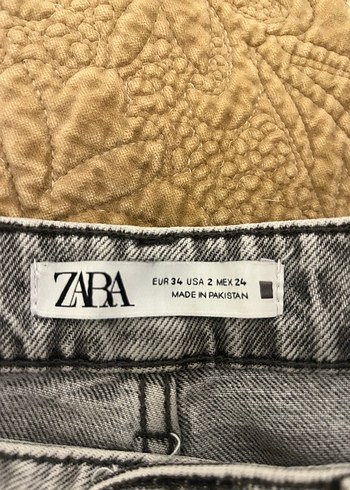 ZARA
EUR 34 USA 2 MEX 24
MADE IN PAKISTAN